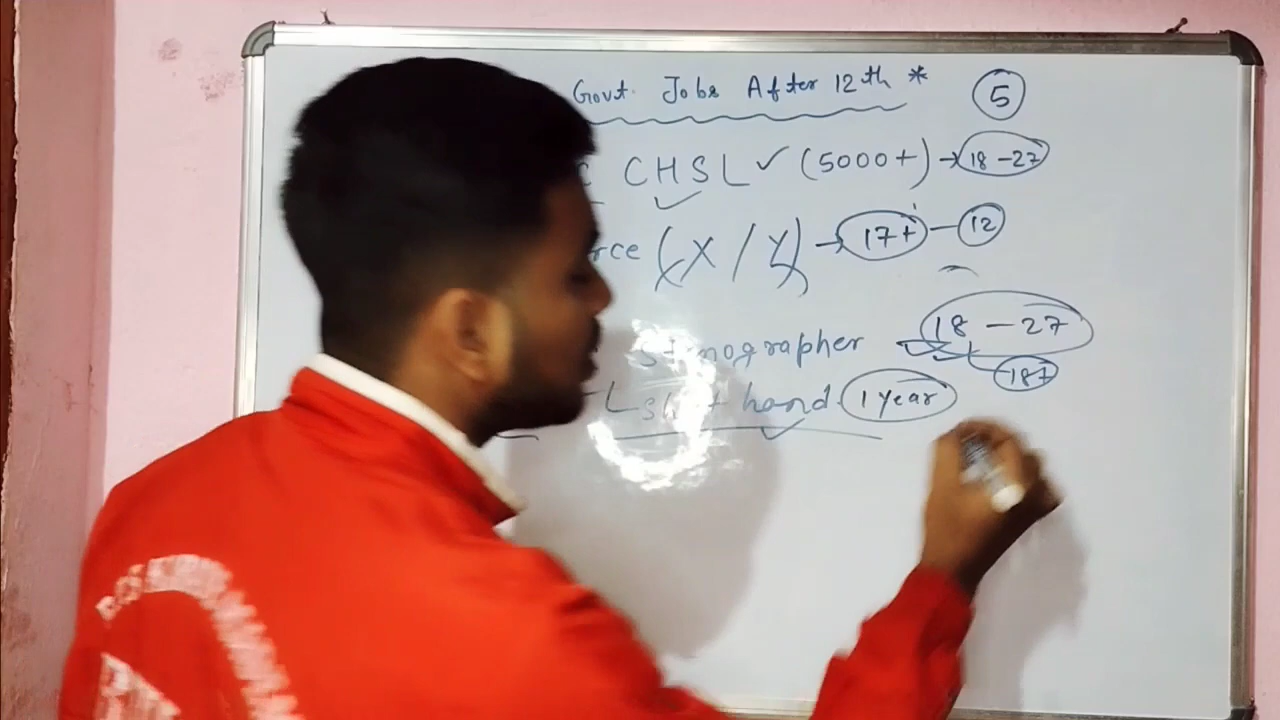 Govt. Jobs After 12th * 5
CHSL ✓ (5000+) → 18-27
rce (X / Y) → 17+ - 12
Stenographer 18 - 27
18+
hand 1 year